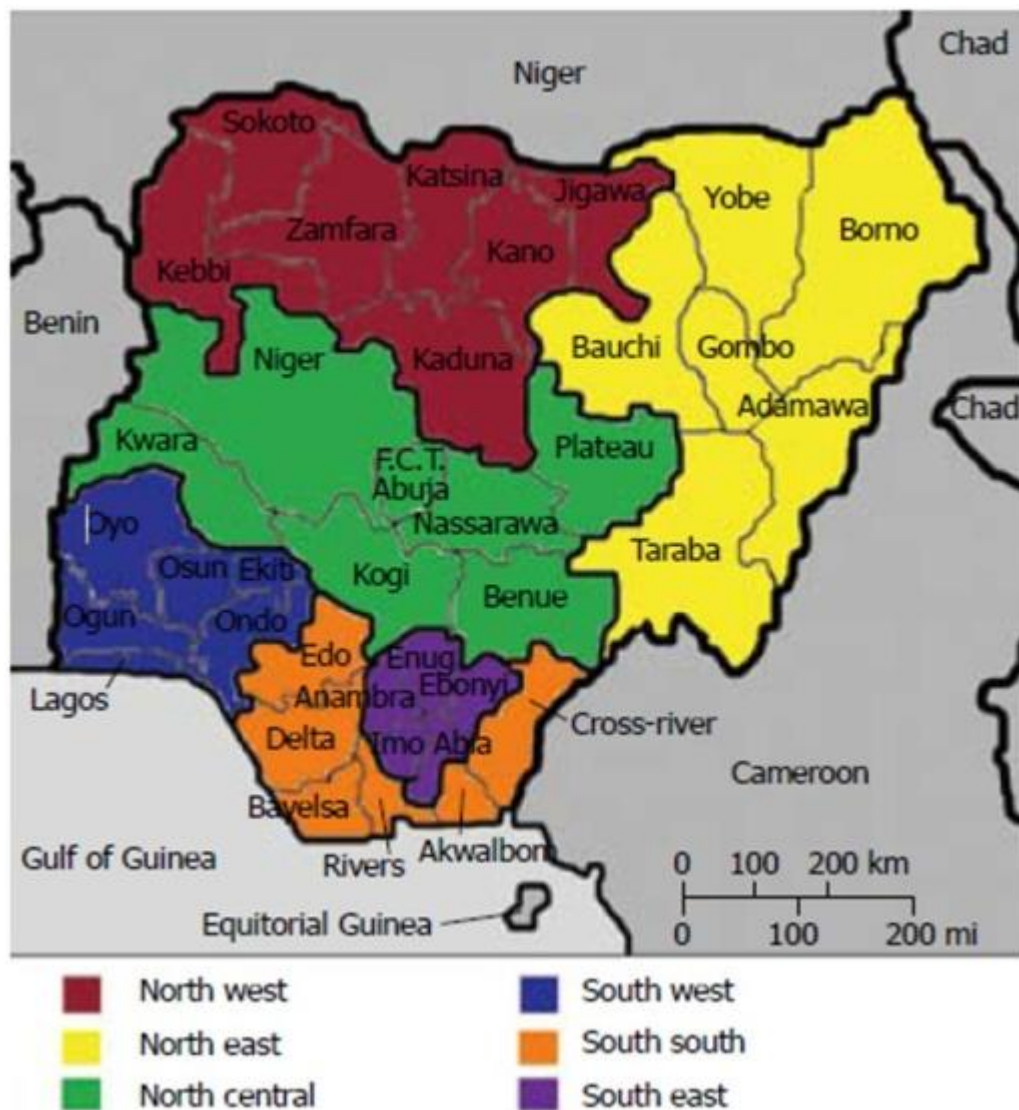 Chad
Niger
Sokoto
Katsina
Jigawa
Yobe
Zamfara
Kano
Borno
Kebbi
Benin
Niger
Kaduna
Bauchi
Gombo
Adamawa
Chad
Kwara
F.C.T.
Abuja
Plateau
Nassarawa
Oyo
Osun
Ekiti
Kogi
Benue
Taraba
Ogun
Ondo
Edo
Enug
Ebonyi
Lagos
Anambra
Cross-river
Delta
Imo
Abia
Cameroon
Bayelsa
Gulf of Guinea
Rivers
Akwalbom
0 100 200 km
Equitorial Guinea
0 100 200 mi
North west
South west
North east
South south
North central
South east